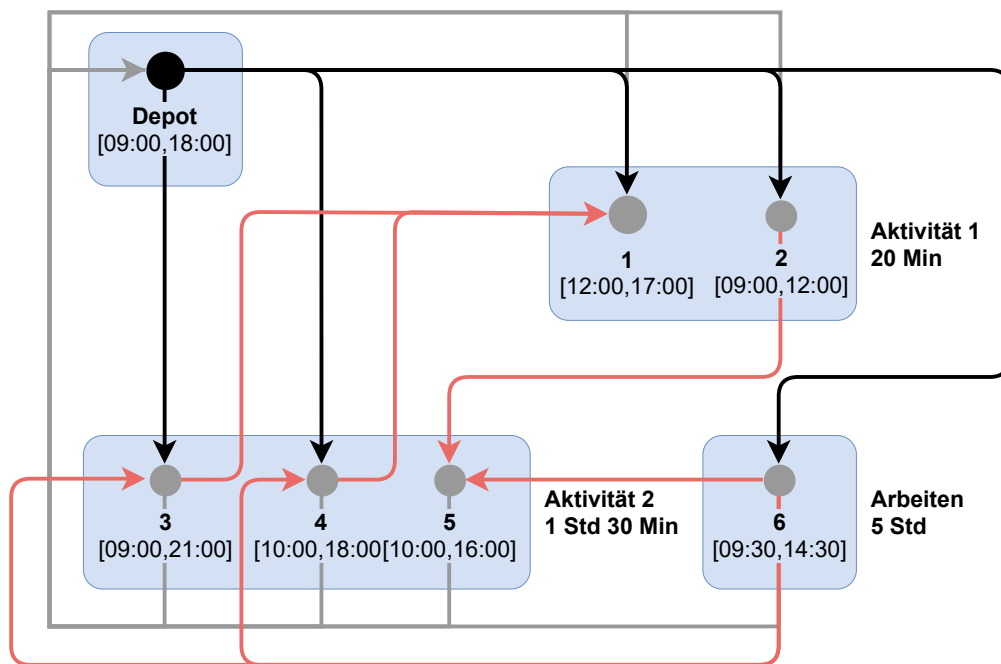 Depot
[09:00,18:00]
1
[12:00,17:00]
2
[09:00,12:00]
Aktivität 1
20 Min
3
[09:00,21:00]
4
[10:00,18:00
5
[10:00,16:00]
Aktivität 2
1 Std 30 Min
6
[09:30,14:30]
Arbeiten
5 Std